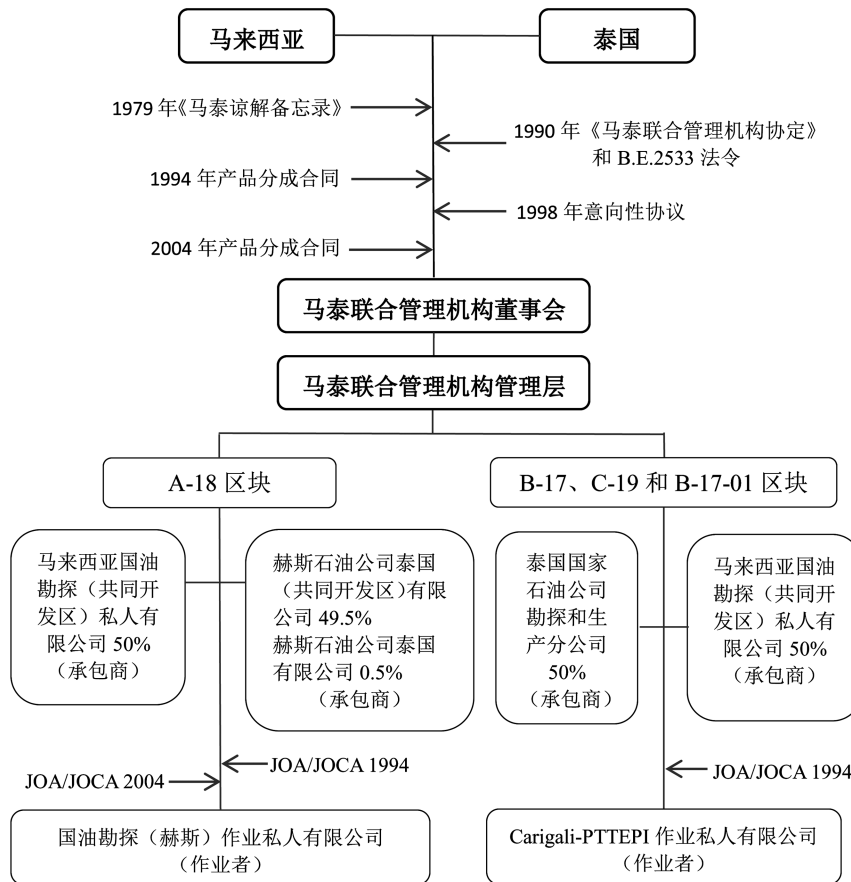 马来西亚
泰国
1979 年《马泰谅解备忘录》
1990 年《马泰联合管理机构协定》
和 B.E.2533 法令
1994 年产品分成合同
1998 年意向性协议
2004 年产品分成合同
马泰联合管理机构董事会
马泰联合管理机构管理层
A-18 区块
B-17、C-19 和 B-17-01 区块
马来西亚国油
勘探（共同开
发区）私人有
限公司 50%
（承包商）
赫斯石油公司泰国
（共同开发区）有限
公司 49.5%
赫斯石油公司泰国
有限公司 0.5%
（承包商）
泰国国家
石油公司
勘探和生
产分公司
50%
（承包商）
马来西亚国油
勘探（共同开
发区）私人有
限公司 50%
（承包商）
JOA/JOCA 1994
JOA/JOCA 2004
JOA/JOCA 1994
国油勘探（赫斯）作业私人有限公司
（作业者）
Carigali-PTTEPI 作业私人有限公司
（作业者）